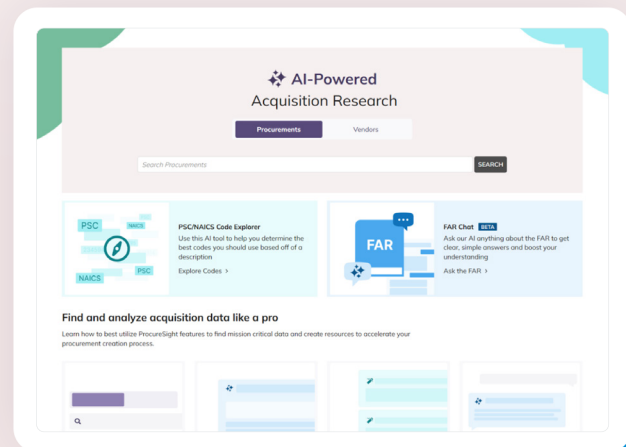 AI-Powered
Acquisition Research
Procurements
Vendors
Search Procurements
SEARCH
PSC
NAICS
PSC
NAICS
PSC/NAICS Code Explorer
Use this AI tool to help you determine the
best codes you should use based off of a
description
Explore Codes >
FAR
FAR Chat BETA
Ask our AI anything about the FAR to get
clear, simple answers and boost your
understanding
Ask the FAR >
Find and analyze acquisition data like a pro
Learn how to best utilize ProcureSight features to find mission critical data and create resources to accelerate your
procurement creation process.